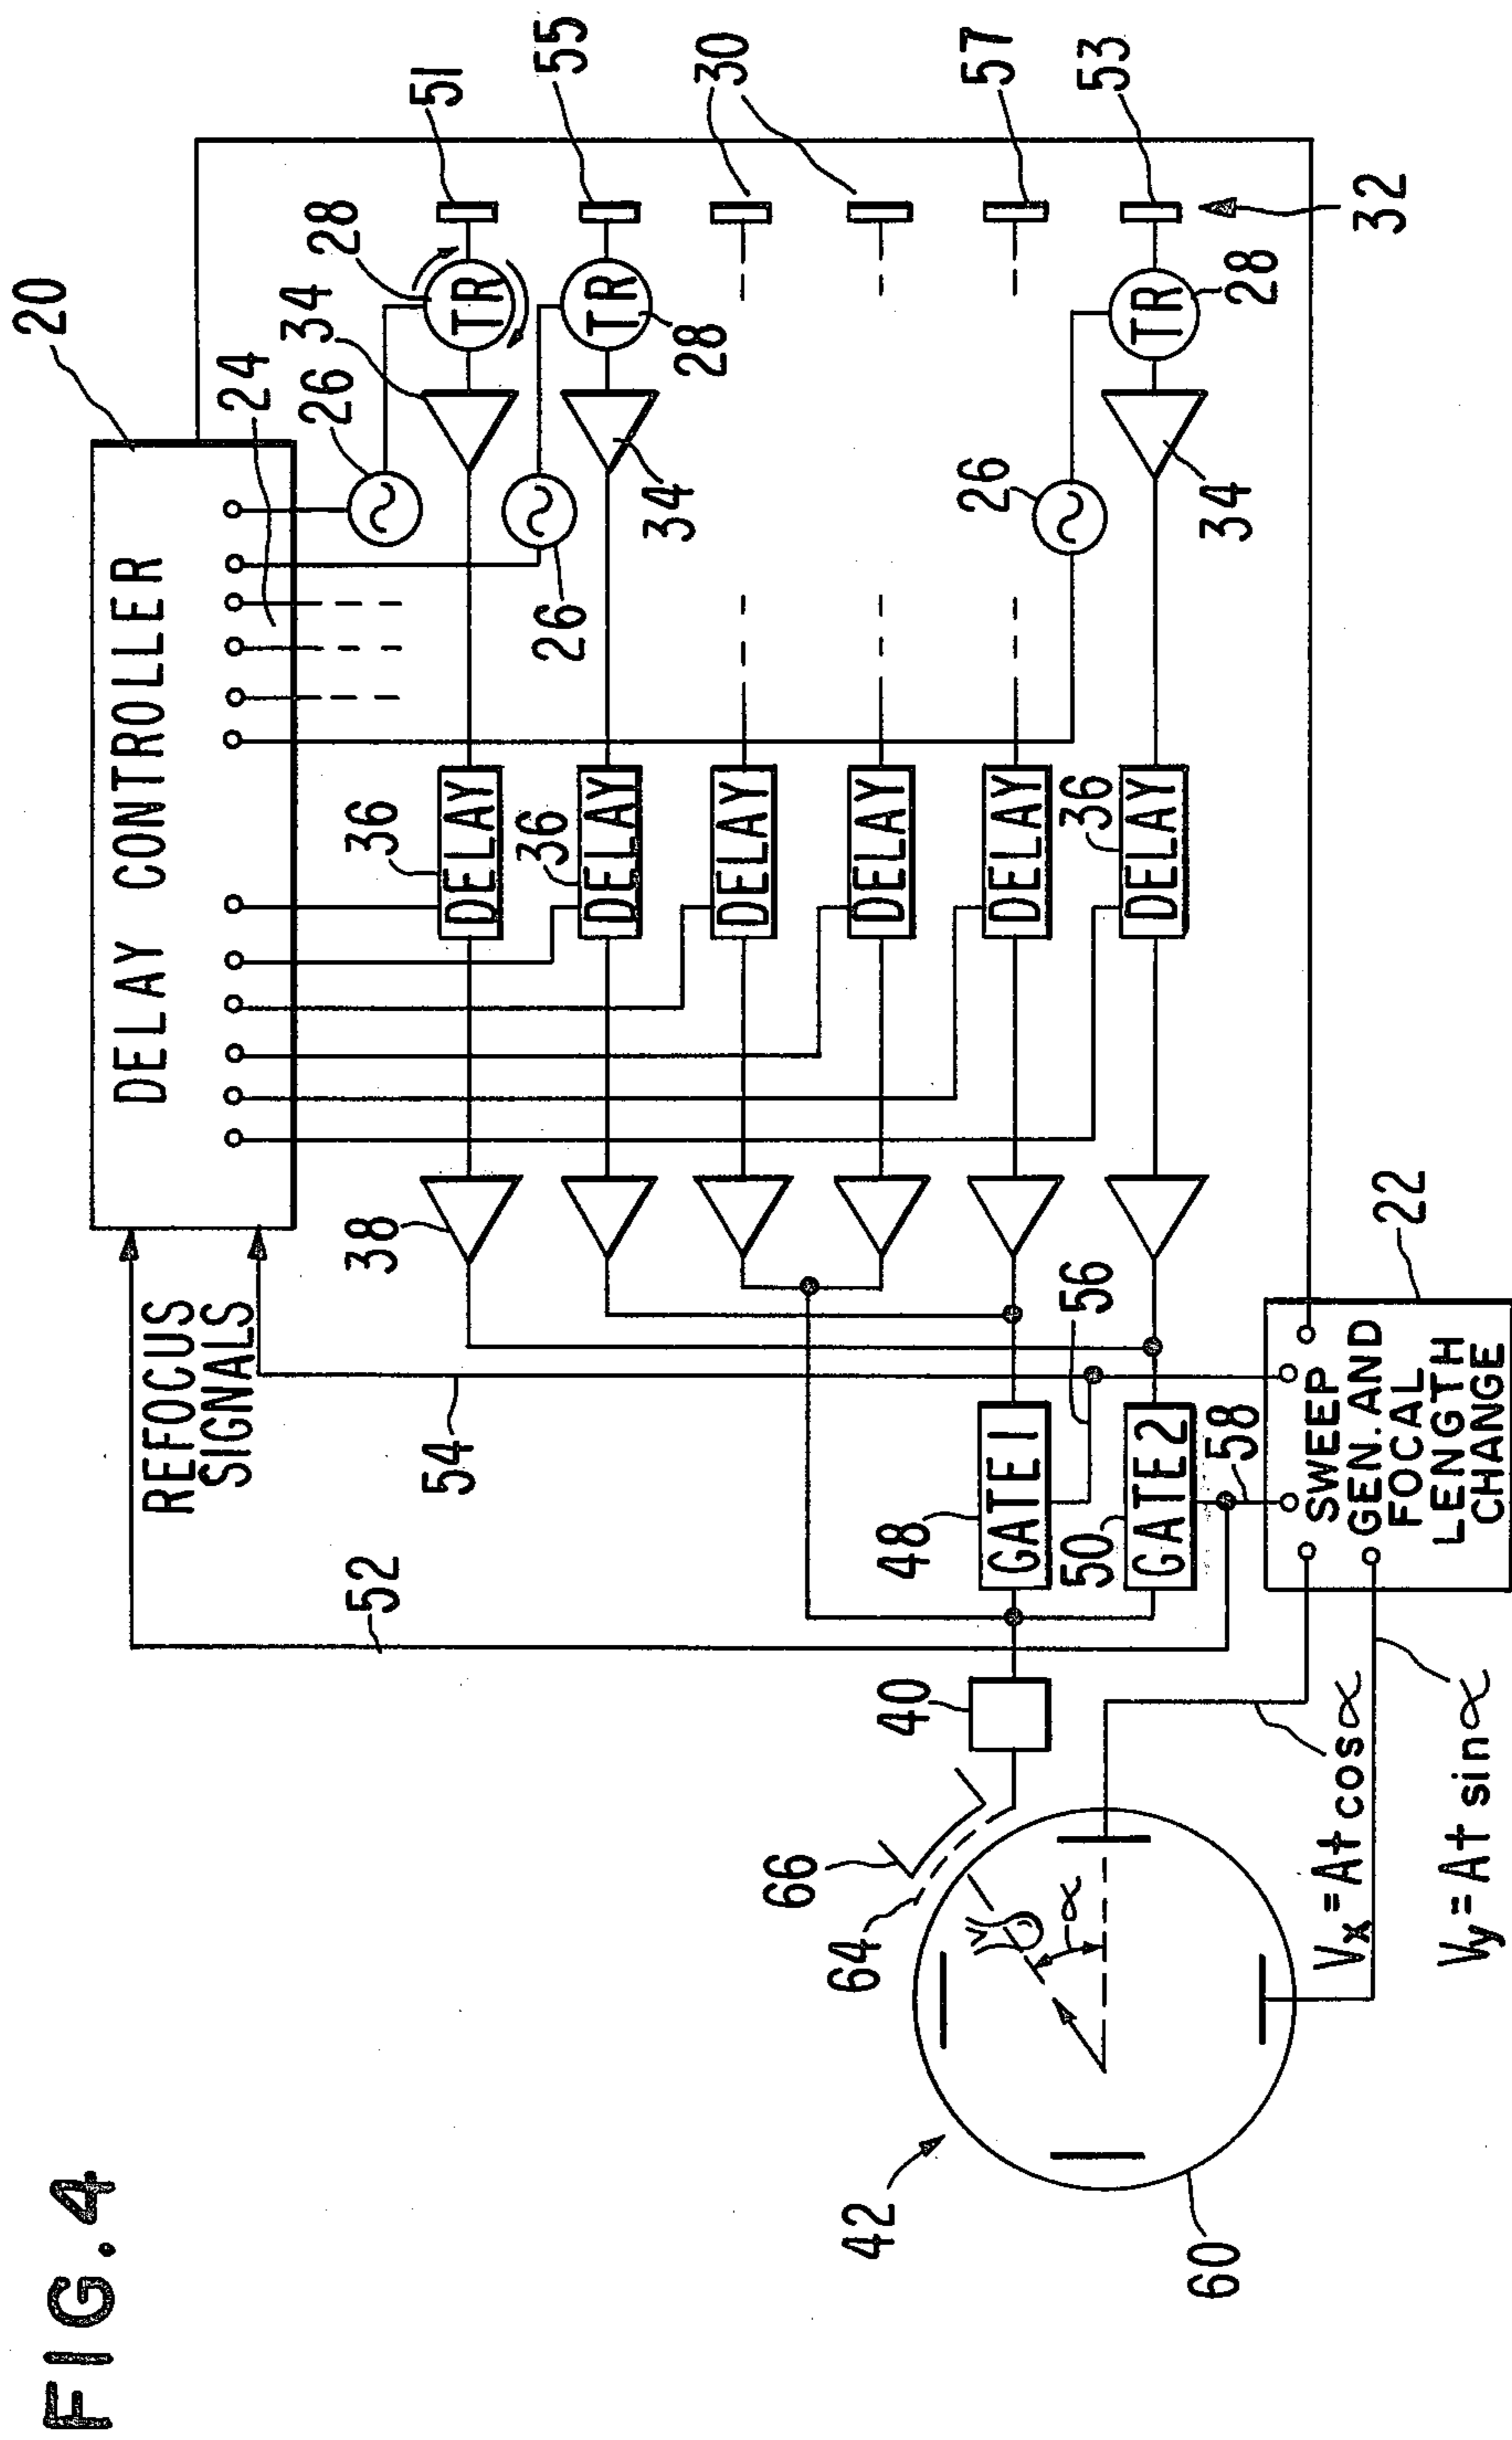 FIG. 4
DELAY CONTROLLER
20
REFOCUS
SIGNALS
24
26
28
51
34
55
26
28
34
30
57
53
26
28
34
32
TR
TR
TR
36
DELAY
36
DELAY
DELAY
DELAY
DELAY
36
DELAY
38
52
54
56
48
GATE 1
50
GATE 2
58
22
SWEEP
GEN. AND
FOCAL
LENGTH
CHANGE
40
66
64
α
42
60
Vx = At cos α
Vy = At sin α